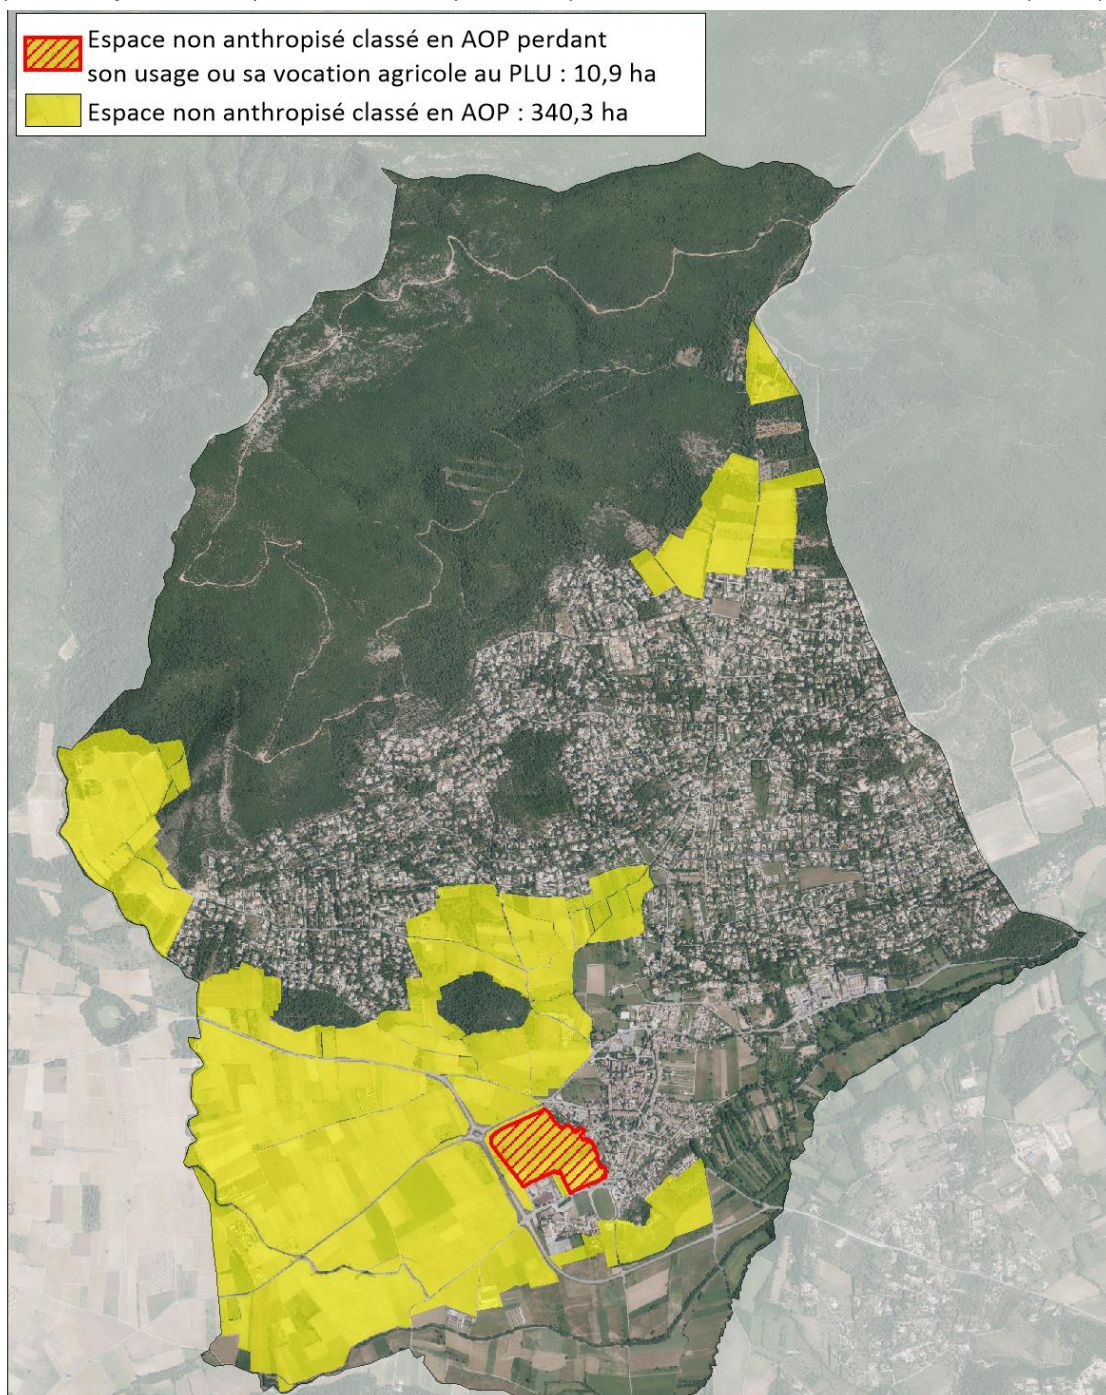 Espace non anthropisé classé en AOP perdant
son usage ou sa vocation agricole au PLU : 10,9 ha
Espace non anthropisé classé en AOP : 340,3 ha